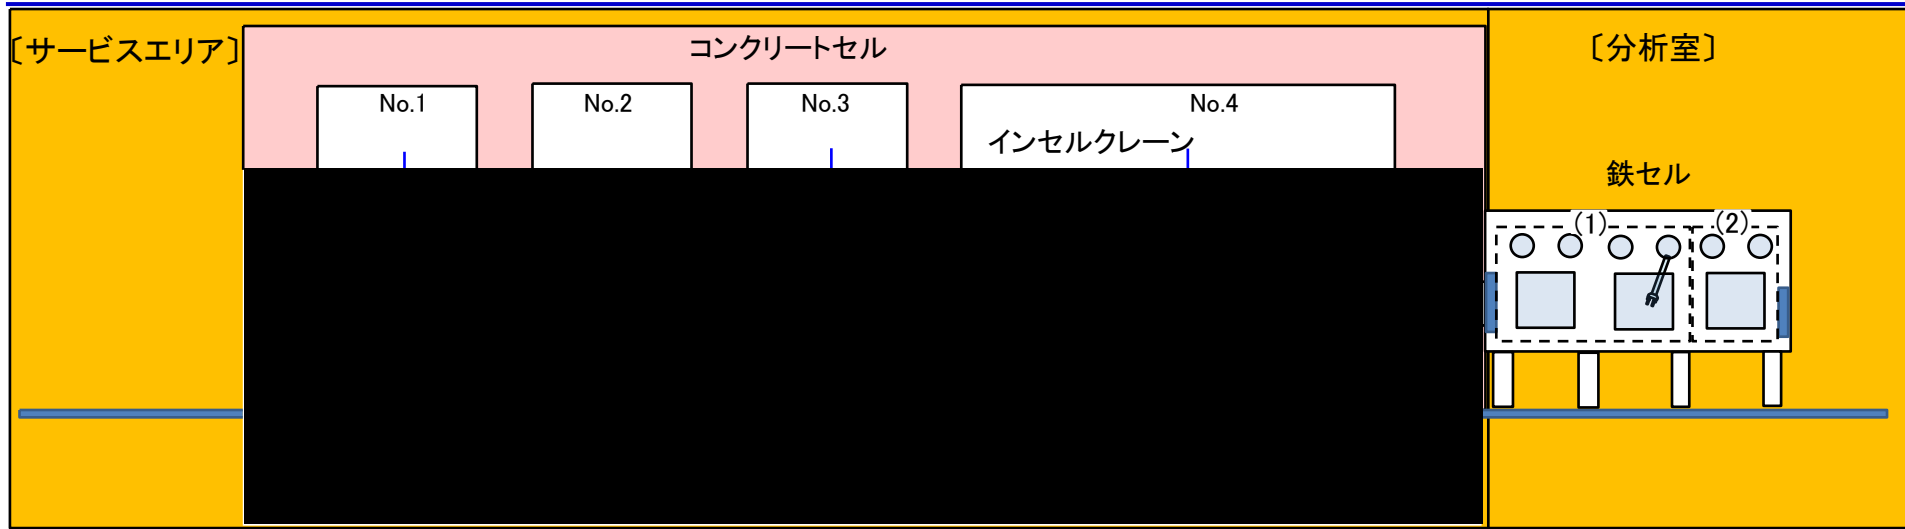 〔サービスエリア〕
コンクリートセル
〔分析室〕
No.1
No.2
No.3
No.4
インセルクレーン
鉄セル
(1)
(2)